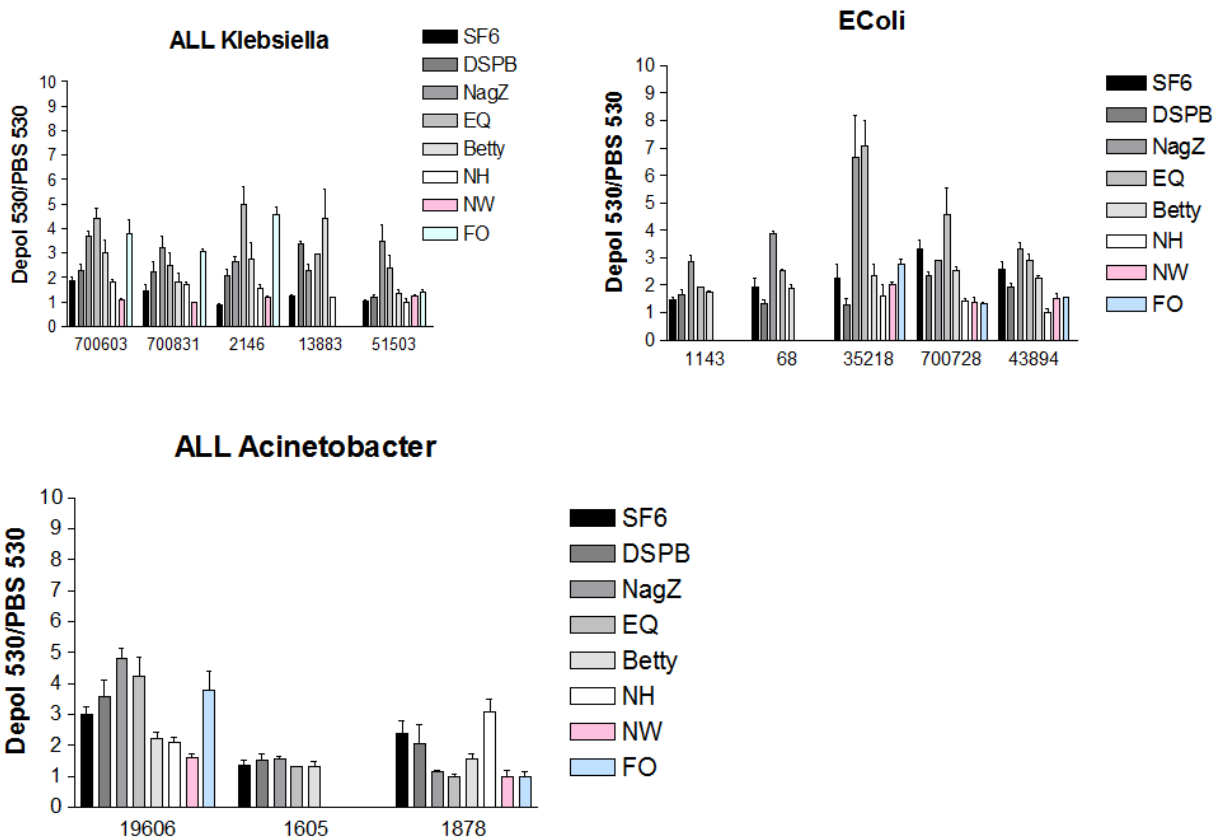 ALL Klebsiella
Depol 530/PBS 530
10
9
8
7
6
5
4
3
2
1
0
700603 700831 2146 13883 51503
SF6
DSPB
NagZ
EQ
Betty
NH
NW
FO
EColi
Depol 530/PBS 530
10
9
8
7
6
5
4
3
2
1
0
1143 68 35218 700728 43894
SF6
DSPB
NagZ
EQ
Betty
NH
NW
FO
ALL Acinetobacter
Depol 530/PBS 530
10
9
8
7
6
5
4
3
2
1
0
19606 1605 1878
SF6
DSPB
NagZ
EQ
Betty
NH
NW
FO